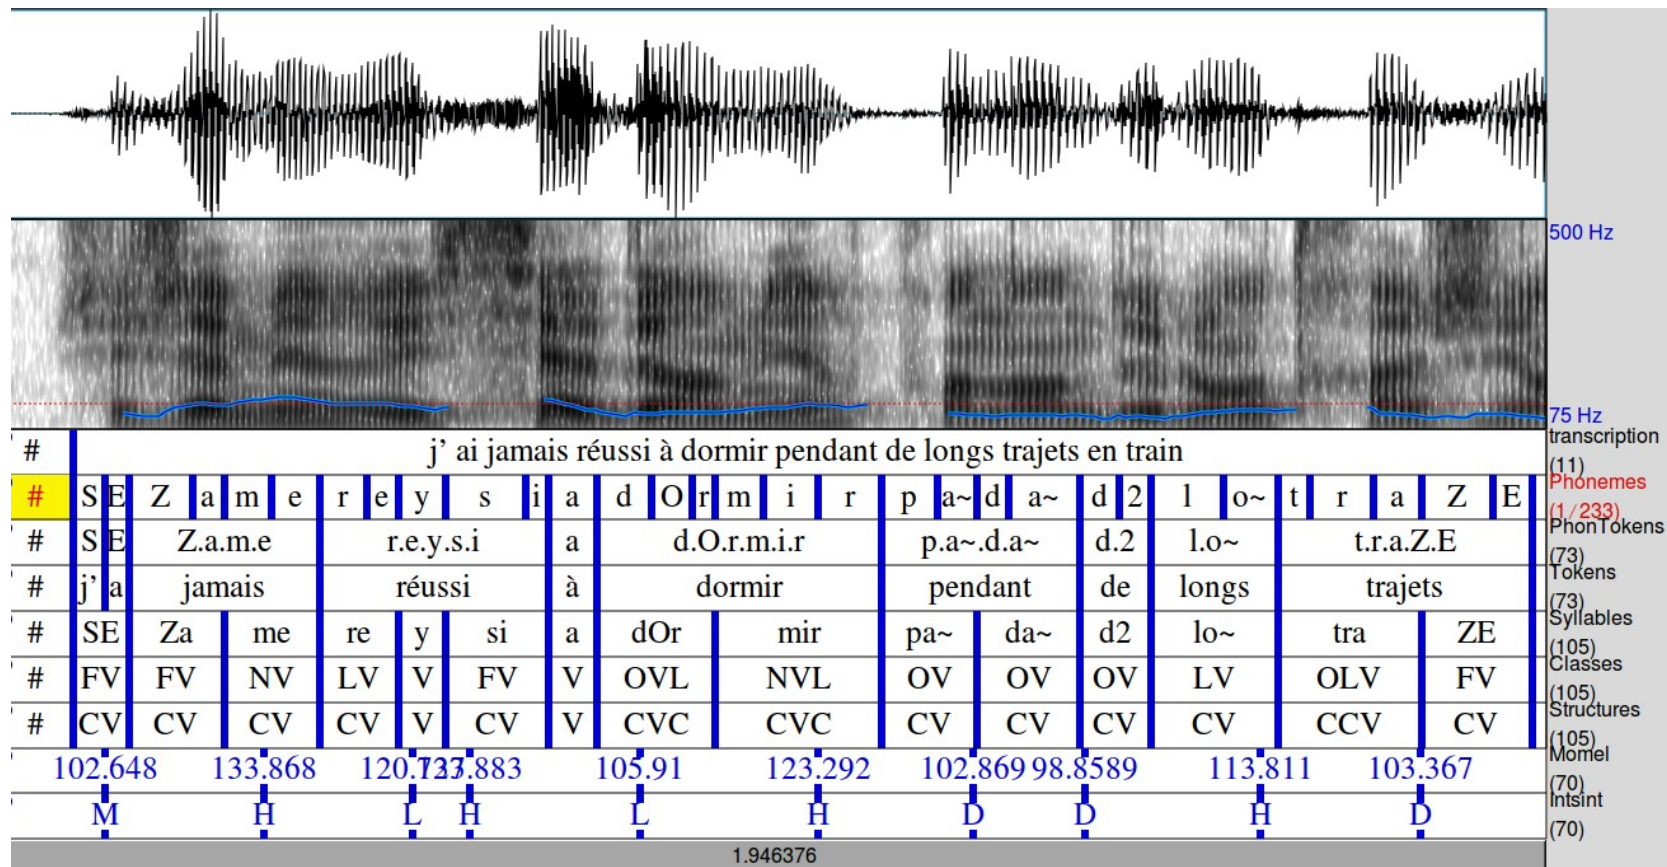 500 Hz
75 Hz
# j' ai jamais réussi à dormir pendant de longs trajets en train transcription (11)
# S E Z a m e r e y s i a d O r m i r p a~ d a~ d 2 l o~ t r a Z E Phonemes (1/233)
# S E Z.a.m.e r.e.y.s.i a d.O.r.m.i.r p.a~.d.a~ d.2 l.o~ t.r.a.Z.E PhonTokens (73)
# j' a jamais réussi à dormir pendant de longs trajets Tokens (73)
# SE Za me re y si a dOr mir pa~ da~ d2 lo~ tra ZE Syllables (105)
# FV FV NV LV V FV V OVL NVL OV OV OV LV OLV FV Classes (105)
# CV CV CV CV V CV V CVC CVC CV CV CV CV CCV CV Structures (105)
102.648 133.868 105.91 123.292 102.869 98.8589 113.811 103.367 Momel (70)
M H L H L H D D H D Intsint (70)
1.946376